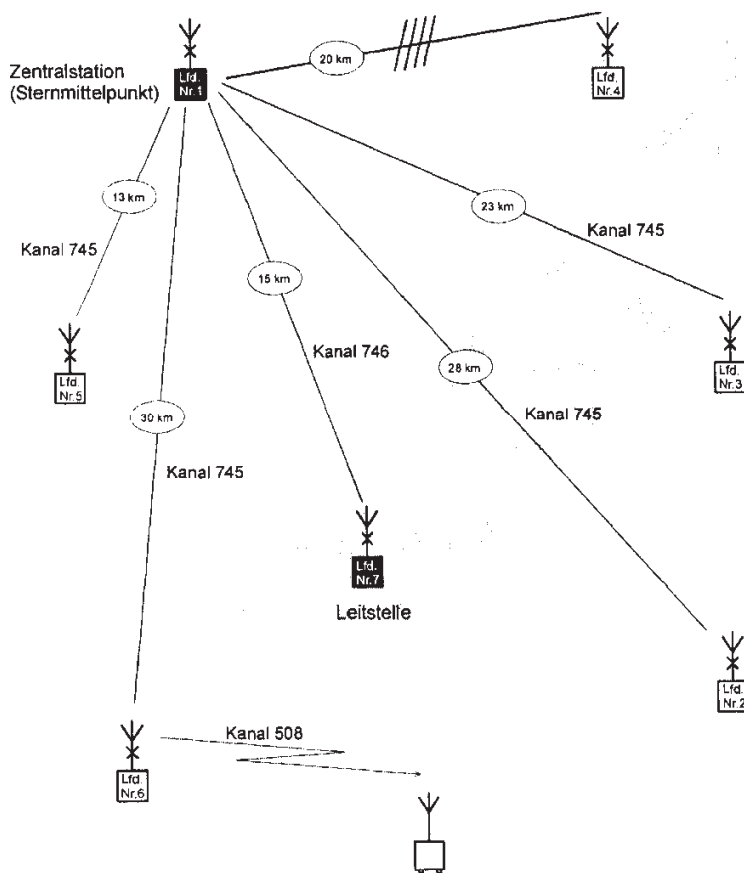 Zentralstation
(Sternmittelpunkt)
Lfd.
Nr.1
20 km
Lfd.
Nr.4
13 km
Kanal 745
23 km
Kanal 745
15 km
Kanal 746
Lfd.
Nr.5
Lfd.
Nr.3
28 km
Kanal 745
30 km
Kanal 745
Lfd.
Nr.7
Leitstelle
Lfd.
Nr.2
Kanal 508
Lfd.
Nr.6